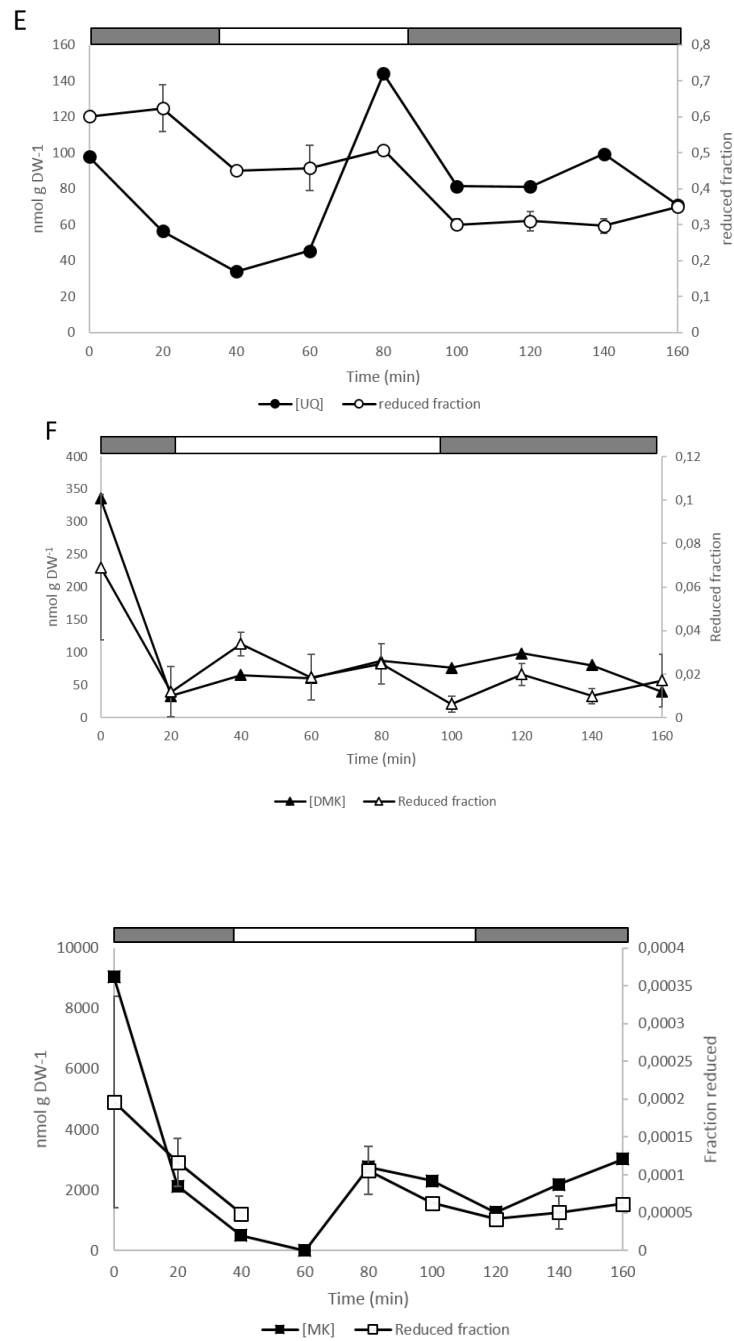 E
160
140
120
100
80
60
40
20
0
nmol g DW-1
0,8
0,7
0,6
0,5
0,4
0,3
0,2
0,1
0
reduced fraction
0 20 40 60 80 100 120 140 160
Time (min)
[UQ] reduced fraction
F
400
350
300
250
200
150
100
50
0
nmol g DW⁻¹
0,12
0,1
0,08
0,06
0,04
0,02
0
Reduced fraction
0 20 40 60 80 100 120 140 160
Time (min)
[DMK] Reduced fraction
10000
8000
6000
4000
2000
0
nmol g DW-1
0,0004
0,00035
0,0003
0,00025
0,0002
0,00015
0,0001
0,00005
0
Fraction reduced
0 20 40 60 80 100 120 140 160
Time (min)
[MK] Reduced fraction